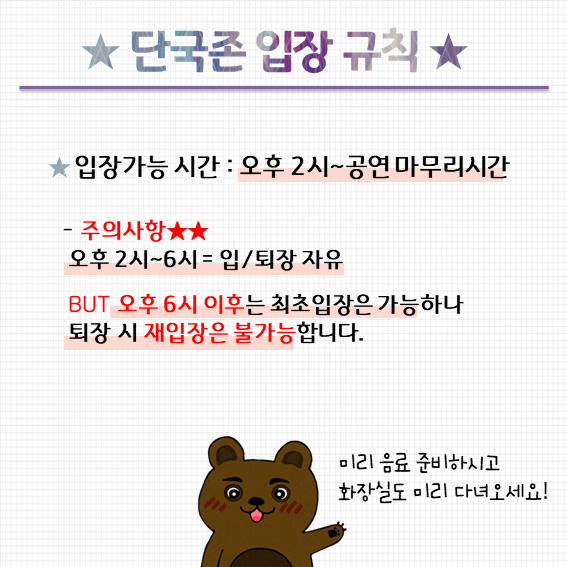 ★ 단국존 입장 규칙 ★
★ 입장가능 시간 : 오후 2시~공연 마무리시간
- 주의사항★★
오후 2시~6시 = 입/퇴장 자유
BUT 오후 6시 이후는 최초입장은 가능하나
퇴장 시 재입장은 불가능합니다.
미리 음료 준비하시고
화장실도 미리 다녀오세요!